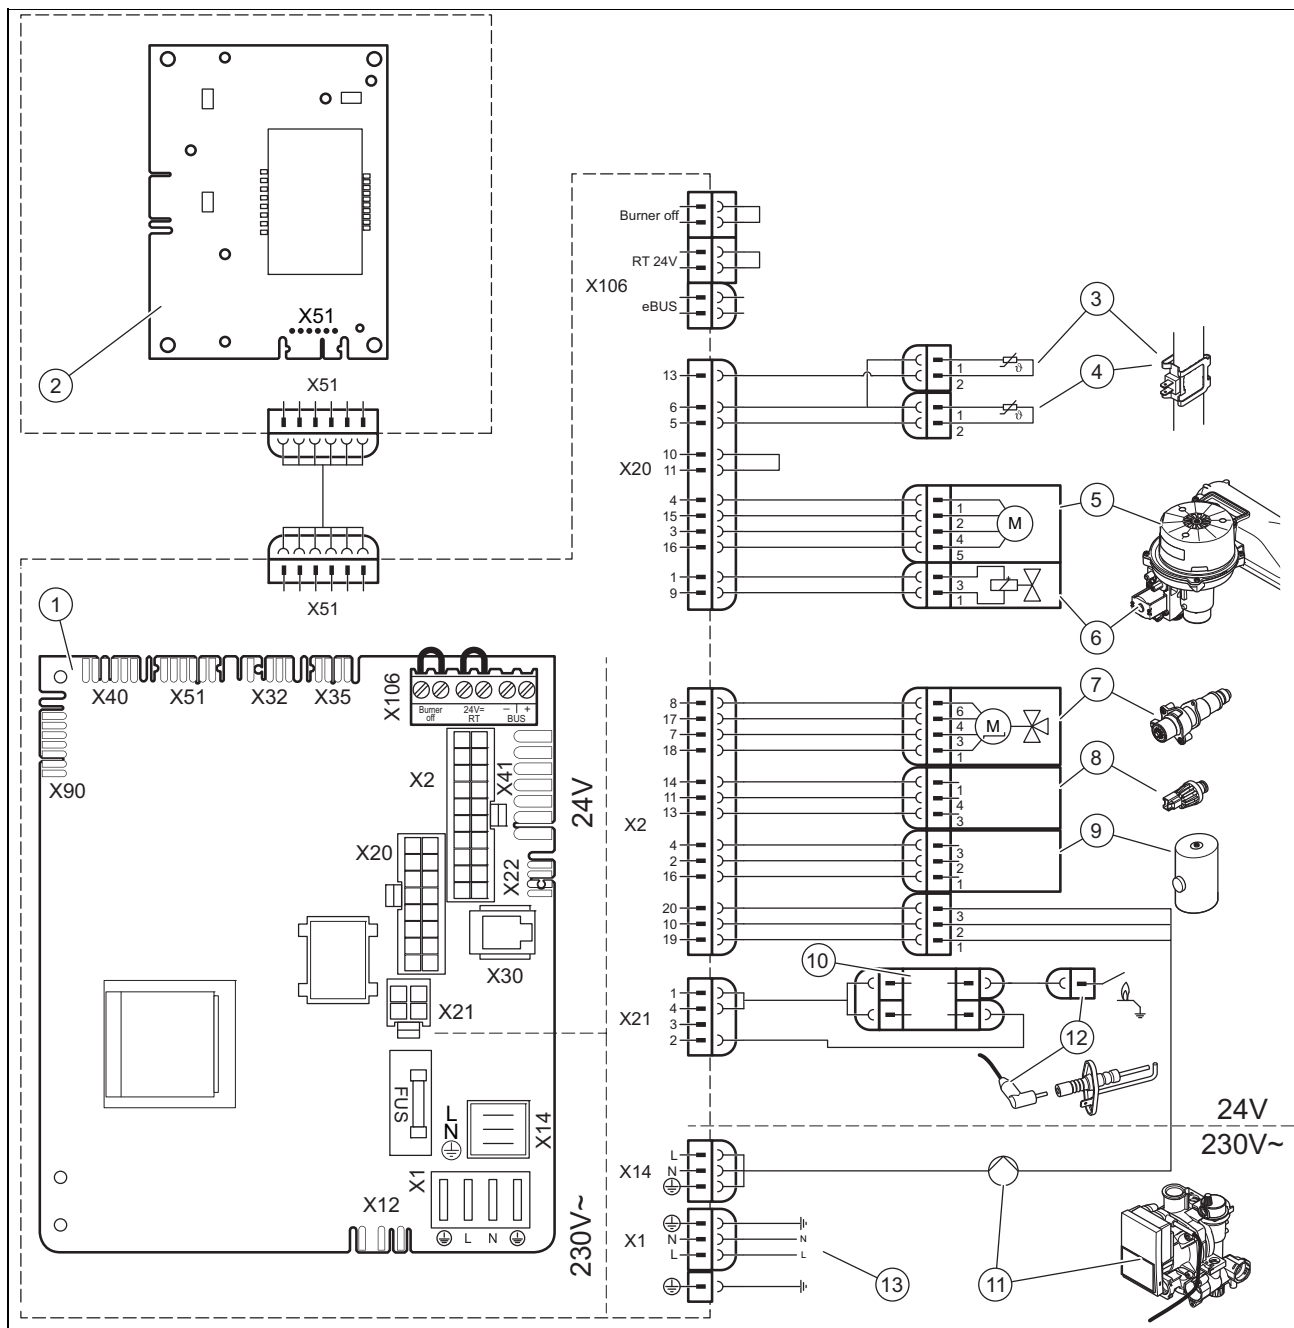 X51
2
X51
X51
1
X40 X51 X32 X35
X106
Burner off
24V= RT
– | +
BUS
X90
X2
X41
24V
X20
X22
C
X30
X21
FUS
L
N
X14
X1
X12
L N
230V~
Burner off
RT 24V
X106
eBUS
13
6
5
10
11
X20
4
15
3
16
1
9
1
2
ϑ
3
1
2
ϑ
4
1
2
4
5
M
5
3
1
6
8
17
7
18
14
11
13
X2
4
2
16
20
10
19
6
4
3
1
M
7
1
4
3
8
3
2
1
9
3
2
1
10
1
4
X21
3
2
12
24V
230V~
L
X14 N
X1 N N
L L
13
11